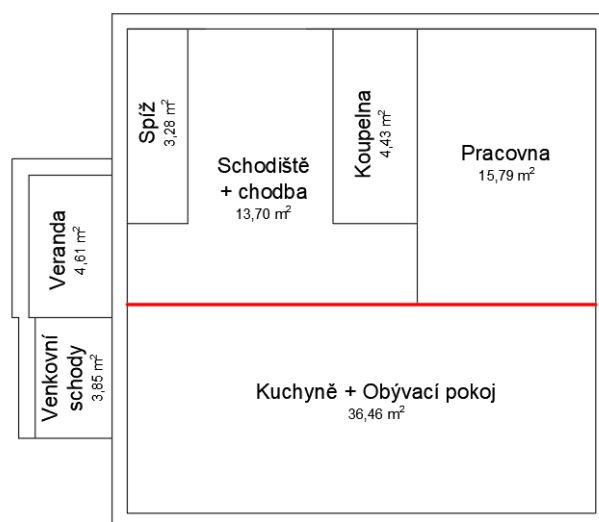 Spíž
3,28 m²
Schodiště
+ chodba
13,70 m²
Koupelna
4,43 m²
Pracovna
15,79 m²
Veranda
4,61 m²
Venkovní
schody
3,85 m²
Kuchyně + Obývací pokoj
36,46 m²